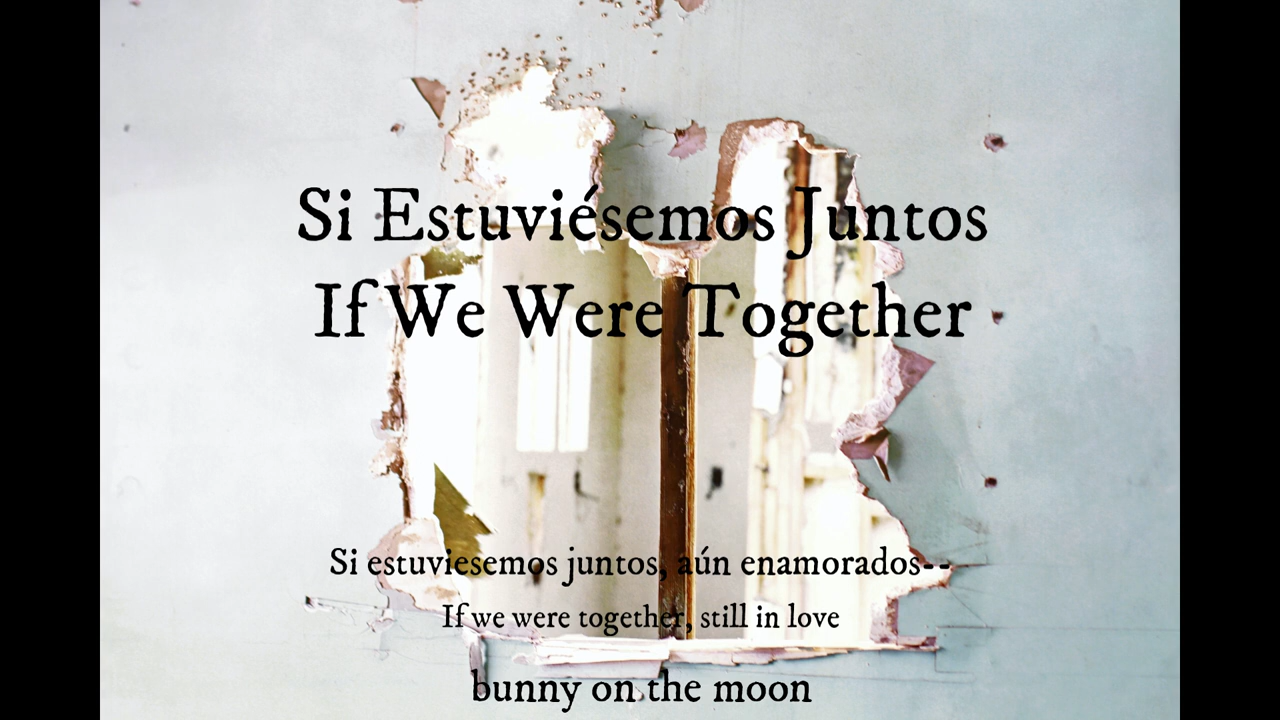 Si Estuviésemos Juntos
If We Were Together
Si estuviesemos juntos, aún enamorados--
If we were together, still in love
bunny on the moon